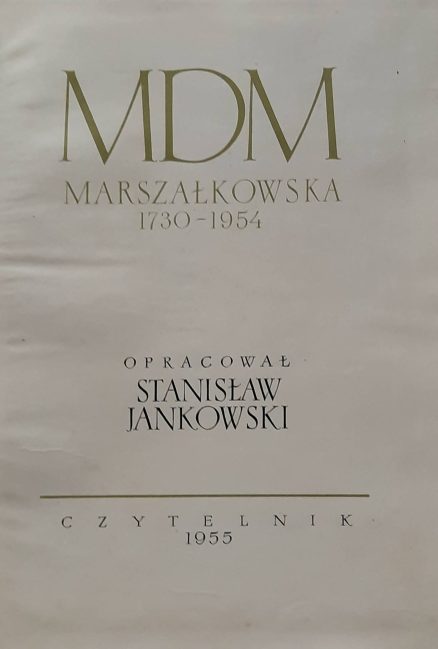 MDM
MARSZAŁKOWSKA
1730-1954
OPRACOWAŁ
STANISŁAW
JANKOWSKI
CZYTELNIK
1955